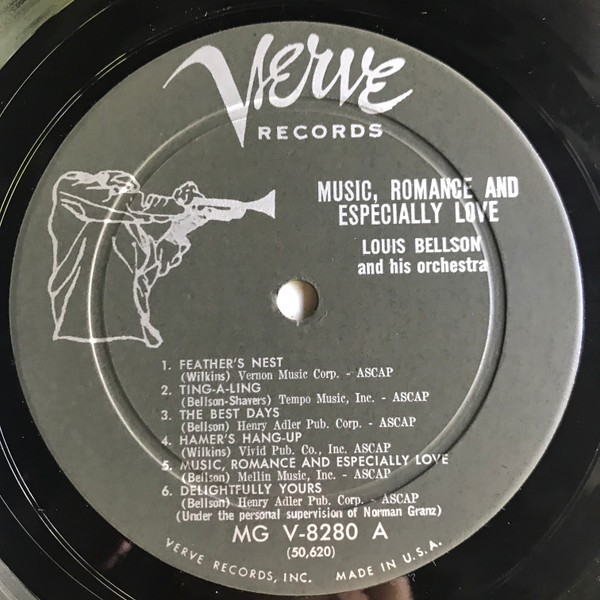 Verve
RECORDS
MUSIC, ROMANCE AND
ESPECIALLY LOVE
LOUIS BELLSON
and his orchestra
1. FEATHER'S NEST
(Wilkins) Vernon Music Corp. - ASCAP
2. TING-A-LING
(Bellson-Shavers) Tempo Music, Inc. - ASCAP
3. THE BEST DAYS
(Bellson) Henry Adler Pub. Corp. - ASCAP
4. HAMER'S HANG-UP
(Wilkins) Vivid Pub. Co., Inc. ASCAP
5. MUSIC, ROMANCE AND ESPECIALLY LOVE
(Bellson) Mellin Music, Inc. - ASCAP
6. DELIGHTFULLY YOURS
(Bellson) Henry Adler Pub. Corp. - ASCAP
(Under the personal supervision of Norman Granz)
MG V-8280 A
(50,620)
VERVE RECORDS, INC. MADE IN U.S.A.